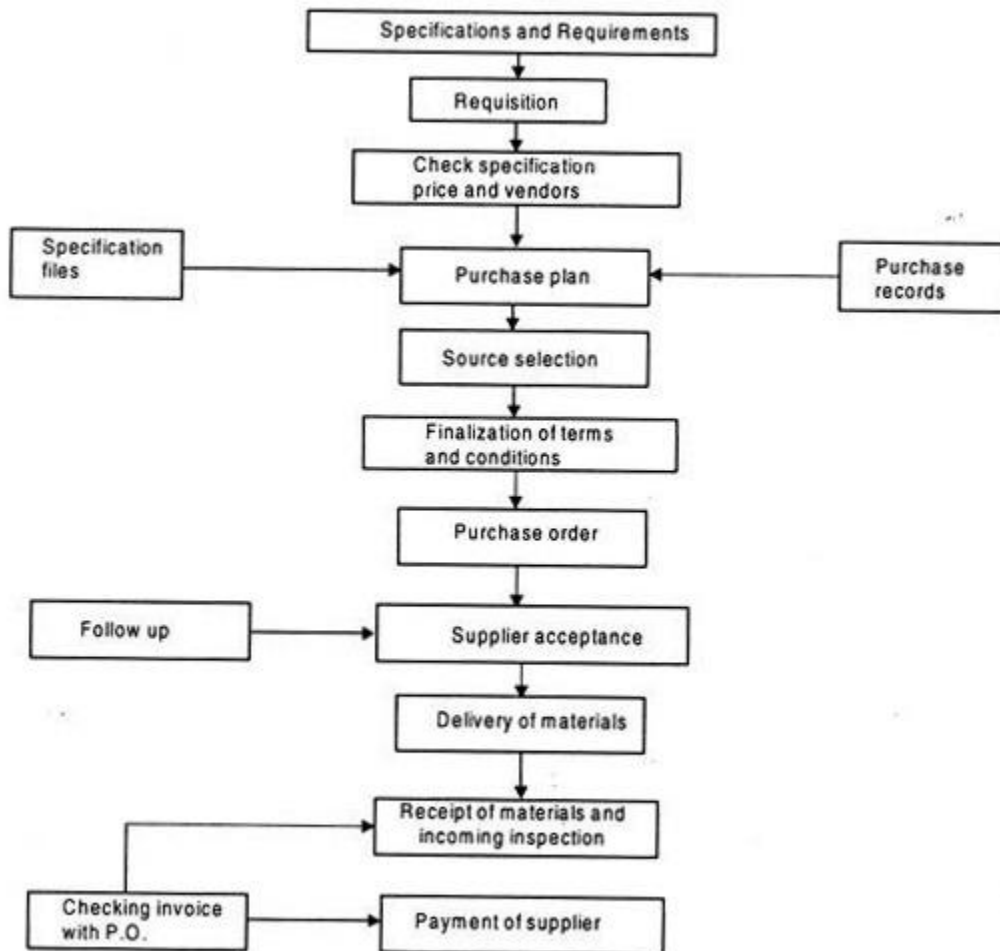 Specifications and Requirements
Requisition
Check specification
price and vendors
Specification
files
Purchase plan
Purchase
records
Source selection
Finalization of terms
and conditions
Purchase order
Follow up
Supplier acceptance
Delivery of materials
Receipt of materials and
incoming inspection
Checking invoice
with P.O.
Payment of supplier